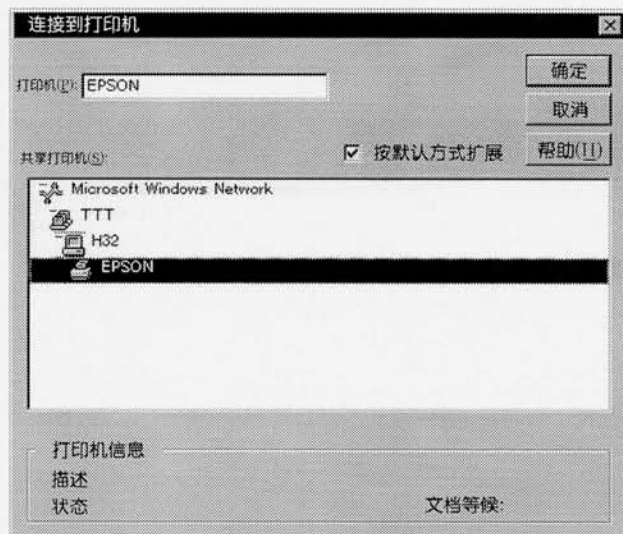 连接到打印机
打印机(P): EPSON
确定
取消
共享打印机(S):
按默认方式扩展
帮助(H)
Microsoft Windows Network
TTT
H32
EPSON
打印机信息
描述
状态
文档等候: